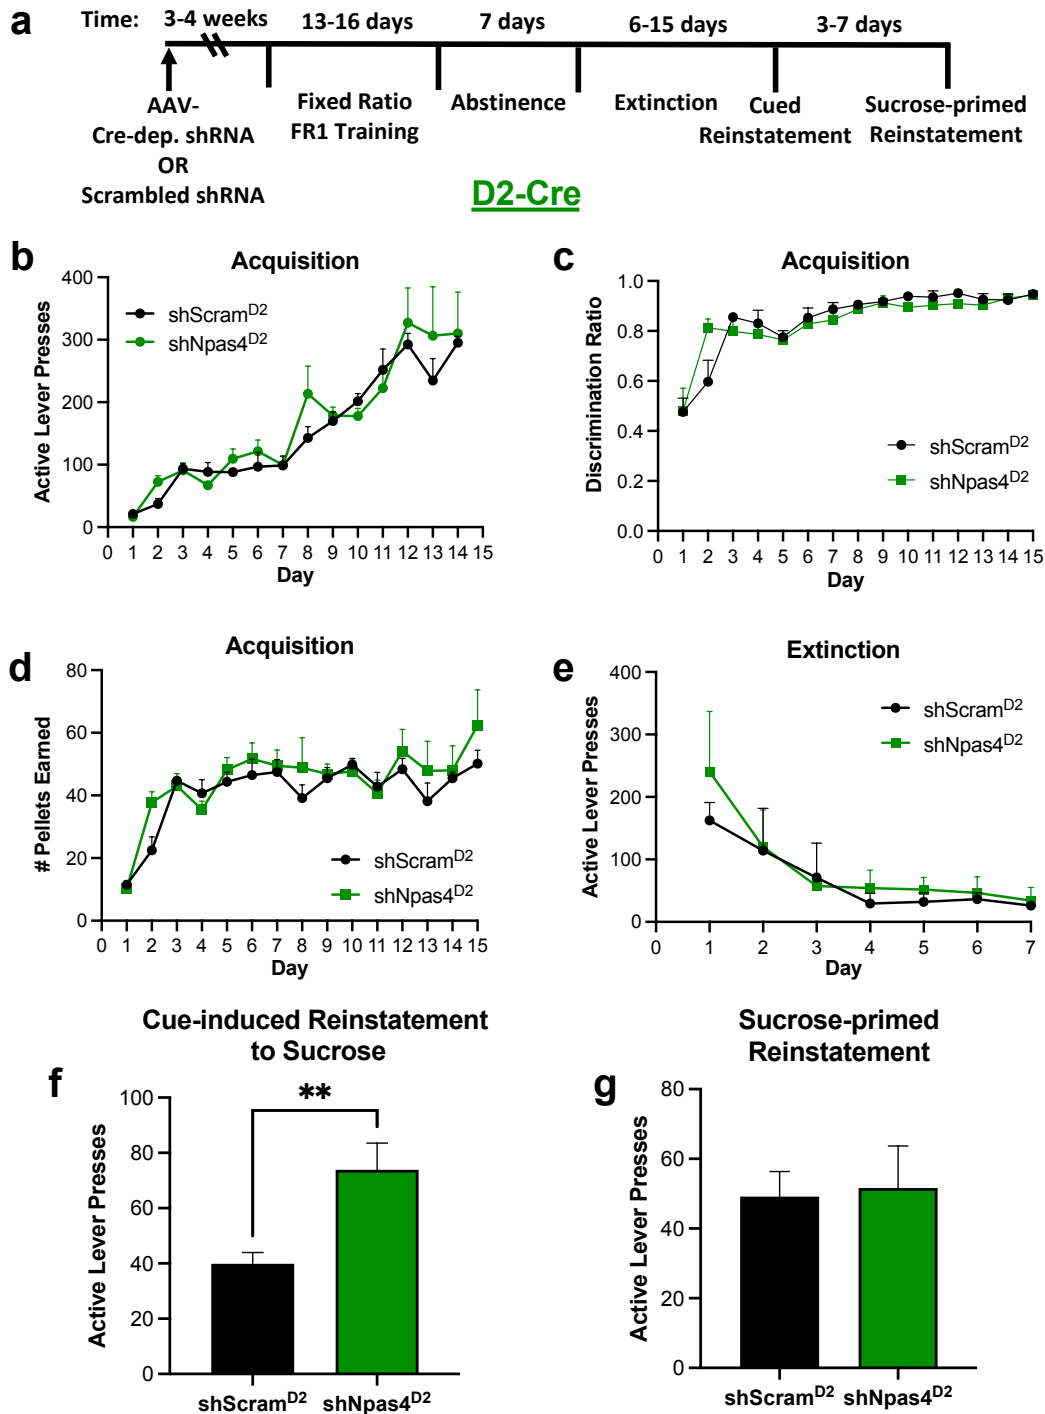 a
Time: 3-4 weeks 13-16 days 7 days 6-15 days 3-7 days
AAV-
Cre-dep. shRNA
OR
Scrambled shRNA
Fixed Ratio
FR1 Training
Abstinence
Extinction
Cued
Reinstatement
Sucrose-primed
Reinstatement
D2-Cre
b
Acquisition
400
300
200
100
0
Active Lever Presses
shScramD2
shNpas4D2
0 1 2 3 4 5 6 7 8 9 10 11 12 13 14 15
Day
c
Acquisition
1.0
0.8
0.6
0.4
0.2
0.0
Discrimination Ratio
shScramD2
shNpas4D2
0 1 2 3 4 5 6 7 8 9 10 11 12 13 14 15
Day
d
Acquisition
80
60
40
20
0
# Pellets Earned
shScramD2
shNpas4D2
0 1 2 3 4 5 6 7 8 9 10 11 12 13 14 15
Day
e
Extinction
400
300
200
100
0
Active Lever Presses
shScramD2
shNpas4D2
0 1 2 3 4 5 6 7
Day
f
Cue-induced Reinstatement
to Sucrose
100
80
60
40
20
0
Active Lever Presses
**
shScramD2 shNpas4D2
g
Sucrose-primed
Reinstatement
80
60
40
20
0
Active Lever Presses
shScramD2 shNpas4D2